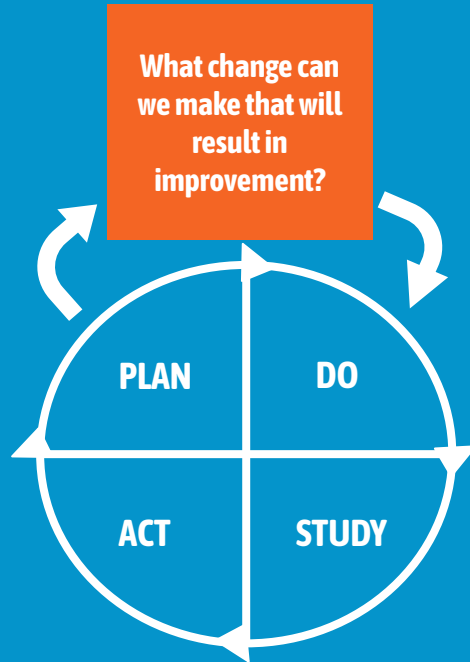 What change can
we make that will
result in
improvement?
PLAN
DO
ACT
STUDY